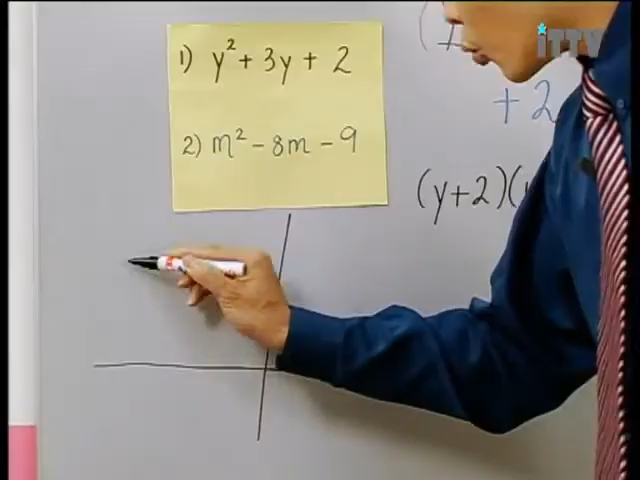 iTTV
1) y² + 3y + 2
2) m² - 8m - 9
+ 2
(y+2)(